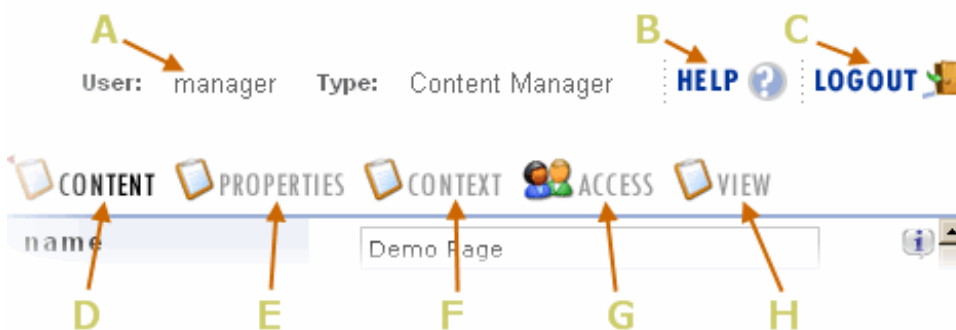 A B C
User: manager Type: Content Manager HELP ? LOGOUT
CONTENT PROPERTIES CONTEXT ACCESS VIEW
name Demo Page i
D E F G H